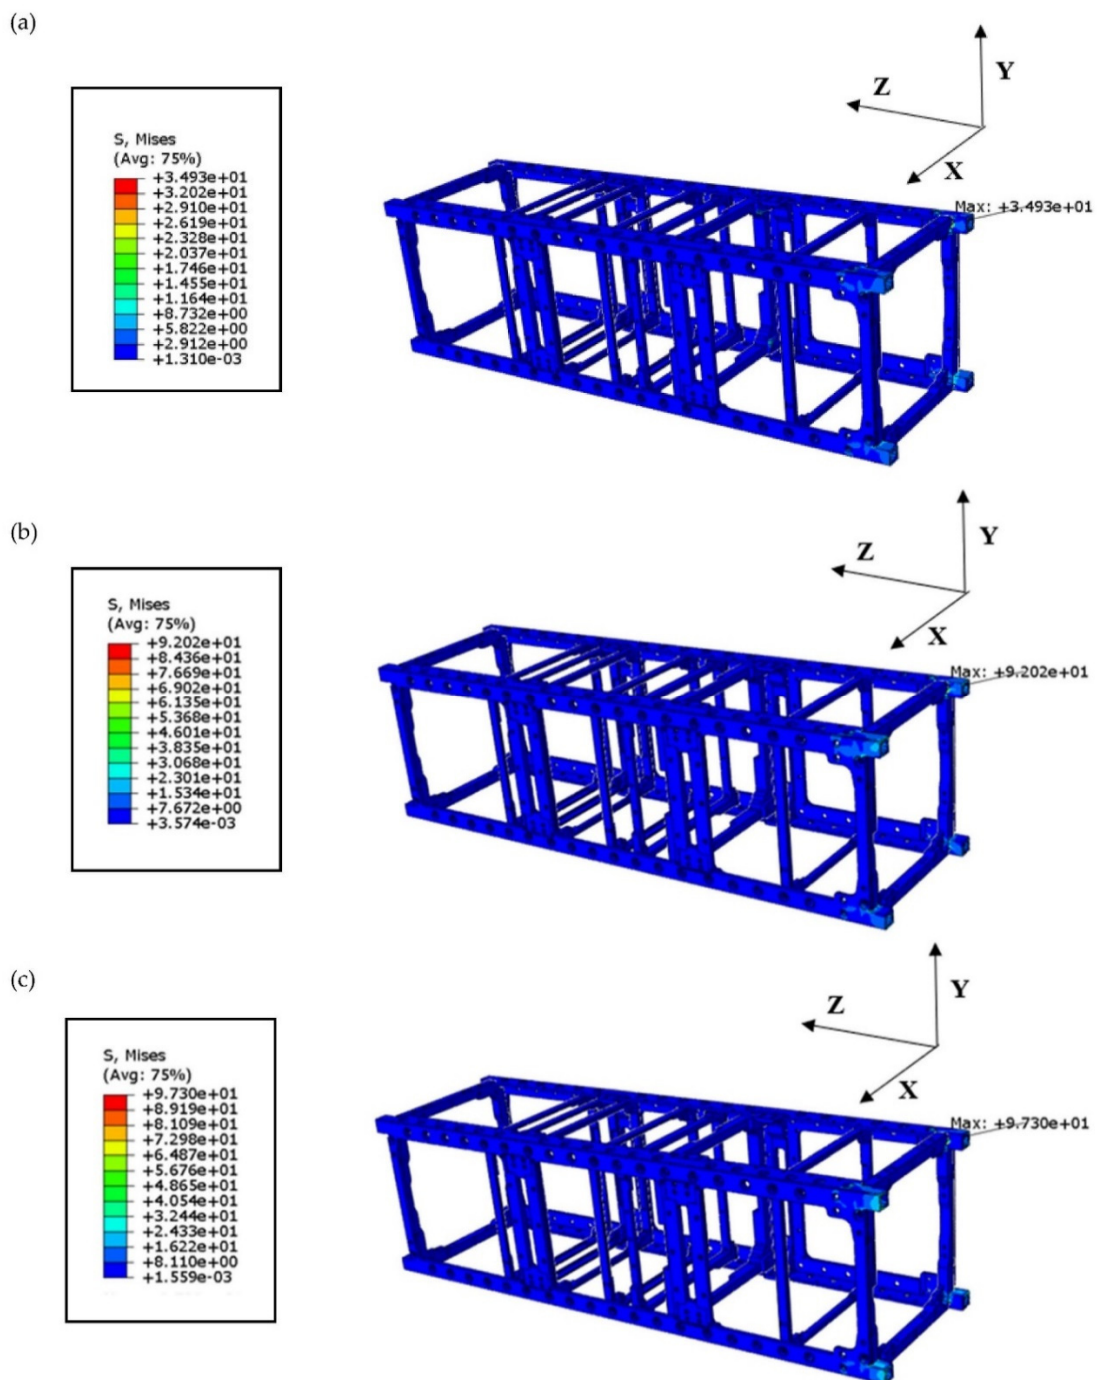 (a)
S, Mises
(Avg: 75%)
+3.493e+01
+3.202e+01
+2.910e+01
+2.619e+01
+2.328e+01
+2.037e+01
+1.746e+01
+1.455e+01
+1.164e+01
+8.732e+00
+5.822e+00
+2.912e+00
+1.310e-03
Y
Z
X
Max: +3.493e+01
(b)
S, Mises
(Avg: 75%)
+9.202e+01
+8.436e+01
+7.669e+01
+6.902e+01
+6.135e+01
+5.368e+01
+4.601e+01
+3.835e+01
+3.068e+01
+2.301e+01
+1.534e+01
+7.672e+00
+3.574e-03
Y
Z
X
Max: +9.202e+01
(c)
S, Mises
(Avg: 75%)
+9.730e+01
+8.919e+01
+8.109e+01
+7.298e+01
+6.487e+01
+5.676e+01
+4.865e+01
+4.054e+01
+3.244e+01
+2.433e+01
+1.622e+01
+8.110e+00
+1.559e-03
Y
Z
X
Max: +9.730e+01